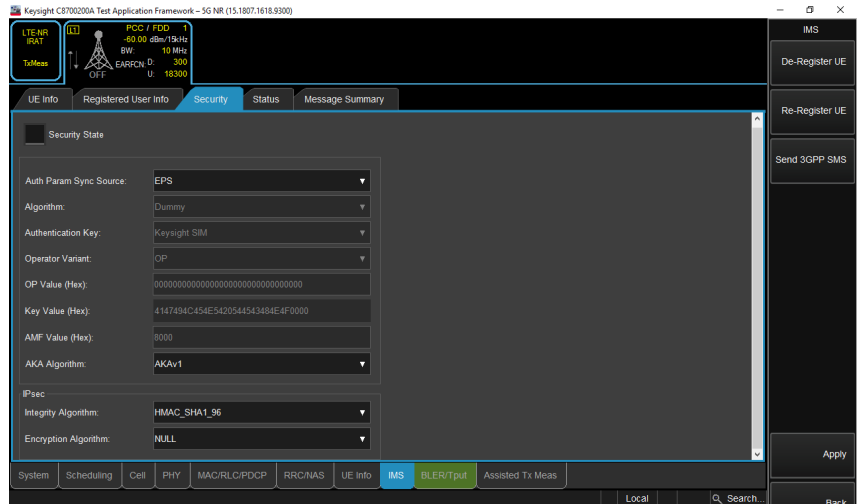 Keysight C8700200A Test Application Framework – 5G NR (15.1807.1618.9300)
LTE-NR
IRAT
TxMeas
L1
OFF
PCC / FDD 1
-60.00 dBm/15kHz
BW: 10 MHz
EARFCN: D: 300
U: 18300
IMS
De-Register UE
Re-Register UE
Send 3GPP SMS
Apply
Back
UE Info Registered User Info Security Status Message Summary
Security State
Auth Param Sync Source: EPS
Algorithm: Dummy
Authentication Key: Keysight SIM
Operator Variant: OP
OP Value (Hex): 00000000000000000000000000000000
Key Value (Hex): 4147494C454E5420544543484E4F0000
AMF Value (Hex): 8000
AKA Algorithm: AKAv1
IPsec
Integrity Algorithm: HMAC_SHA1_96
Encryption Algorithm: NULL
System Scheduling Cell PHY MAC/RLC/PDCP RRC/NAS UE Info IMS BLER/Tput Assisted Tx Meas
Local Search...